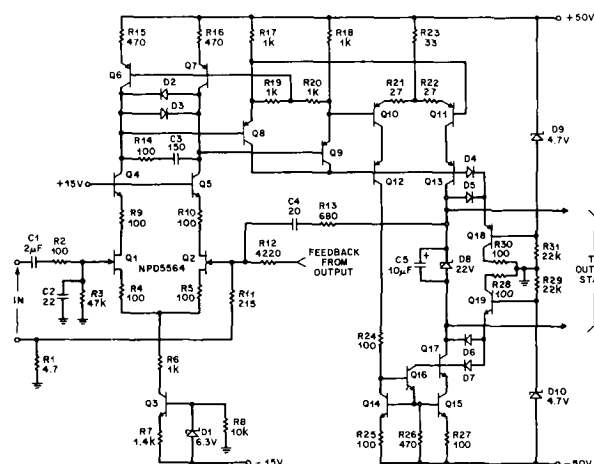 +50V
R15 470
R16 470
R17 1k
R18 1k
R23 33
Q6
Q7
D2
D3
R19 1k
R20 1k
R21 27
R22 27
Q8
Q10
Q11
D9 4.7V
R14 100
C3 150
Q9
Q4
Q5
+15V
Q12
Q13
D4
D5
R9 100
R10 100
C4 20
R13 680
Q18
C1 2μF
R2 100
Q1
NPD5564
Q2
R12 4220
FEEDBACK FROM OUTPUT
C5 10μF
+
D8 22V
R30 100
R31 22k
T
OUT
STA
IN
C2 22
R3 47k
R4 100
R5 100
R11 215
Q19
R28 100
R29 22k
R1 4.7
R6 1k
R24 100
Q17
D6
D7
Q16
Q3
R7 1.4k
D1 6.3V
R8 10k
Q14
Q15
D10 4.7V
R25 100
R26 470
R27 100
-15V
-50V